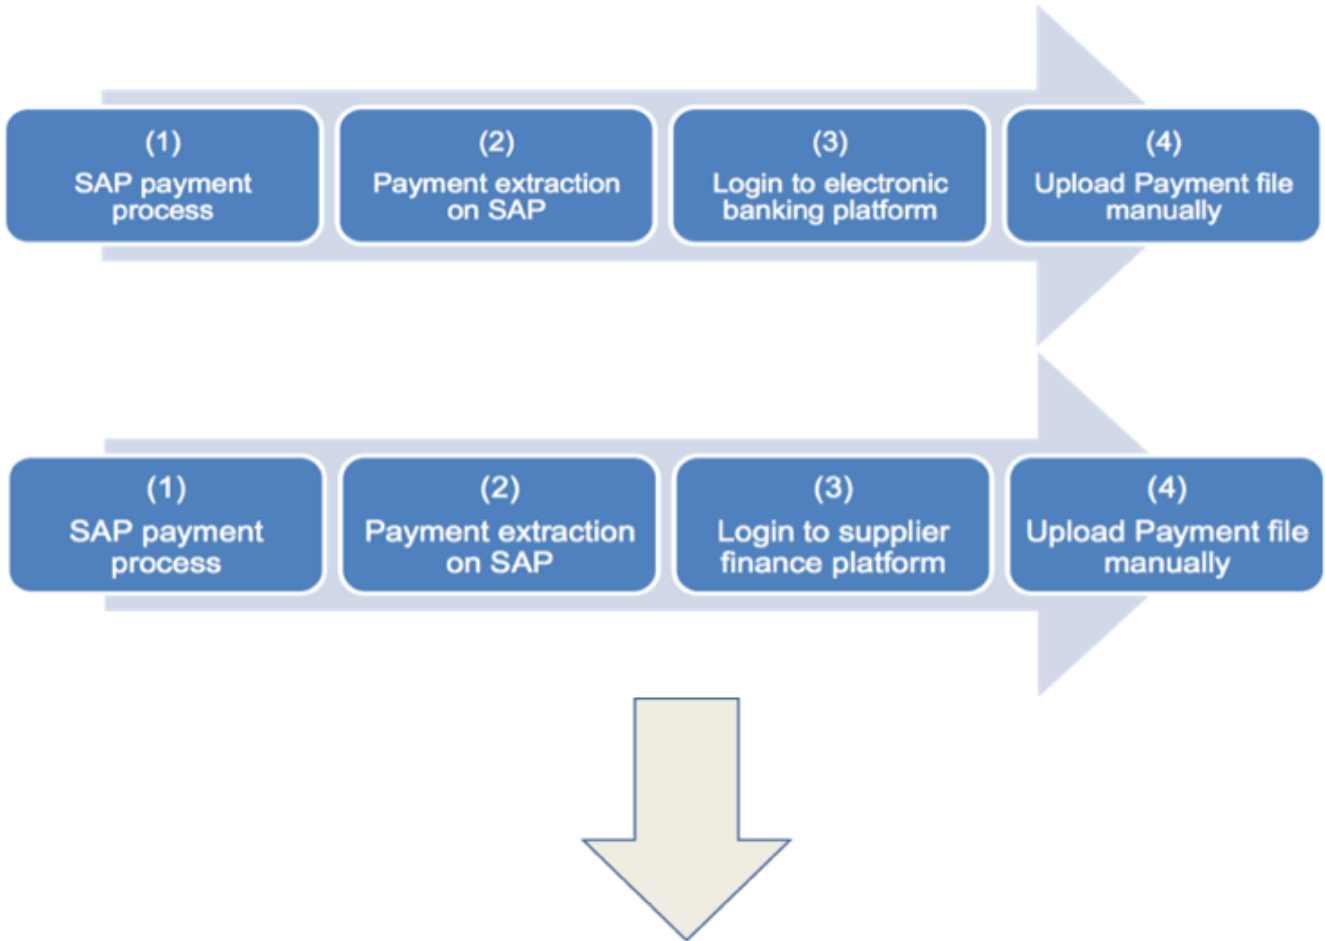 (1)
SAP payment
process
(2)
Payment extraction
on SAP
(3)
Login to electronic
banking platform
(4)
Upload Payment file
manually
(1)
SAP payment
process
(2)
Payment extraction
on SAP
(3)
Login to supplier
finance platform
(4)
Upload Payment file
manually